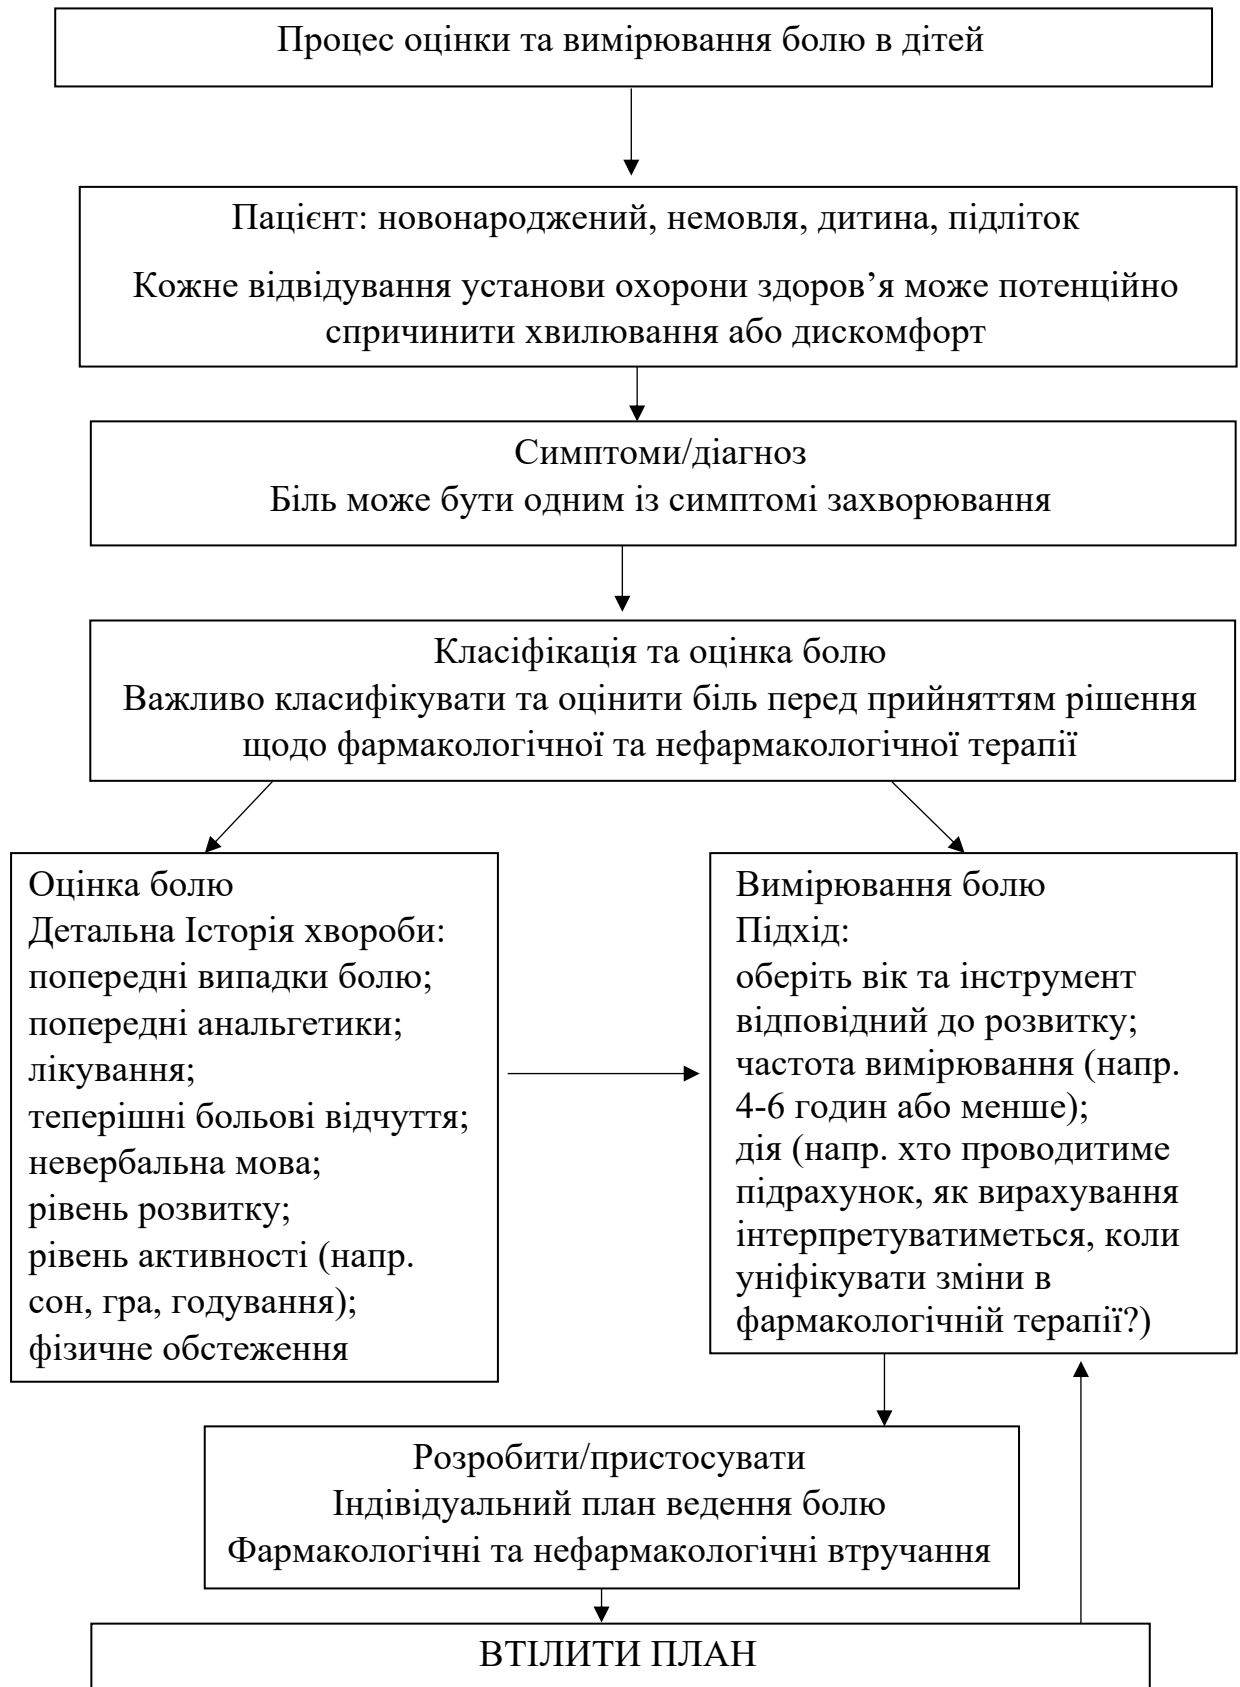 Процес оцінки та вимірювання болю в дітей
Пацієнт: новонароджений, немовля, дитина, підліток
Кожне відвідування установи охорони здоров’я може потенційно
спричинити хвилювання або дискомфорт
Симптоми/діагноз
Біль може бути одним із симптомі захворювання
Класіфікація та оцінка болю
Важливо класифікувати та оцінити біль перед прийняттям рішення
щодо фармакологічної та нефармакологічної терапії
Оцінка болю
Детальна Історія хвороби:
попередні випадки болю;
попередні анальгетики;
лікування;
теперішні больові відчуття;
невербальна мова;
рівень розвитку;
рівень активності (напр.
сон, гра, годування);
фізичне обстеження
Вимірювання болю
Підхід:
оберіть вік та інструмент
відповідний до розвитку;
частота вимірювання (напр.
4-6 годин або менше);
дія (напр. хто проводитиме
підрахунок, як вирахування
інтерпретуватиметься, коли
уніфікувати зміни в
фармакологічній терапії?)
Розробити/пристосувати
Індівідуальний план ведення болю
Фармакологічні та нефармакологічні втручання
ВТІЛИТИ ПЛАН